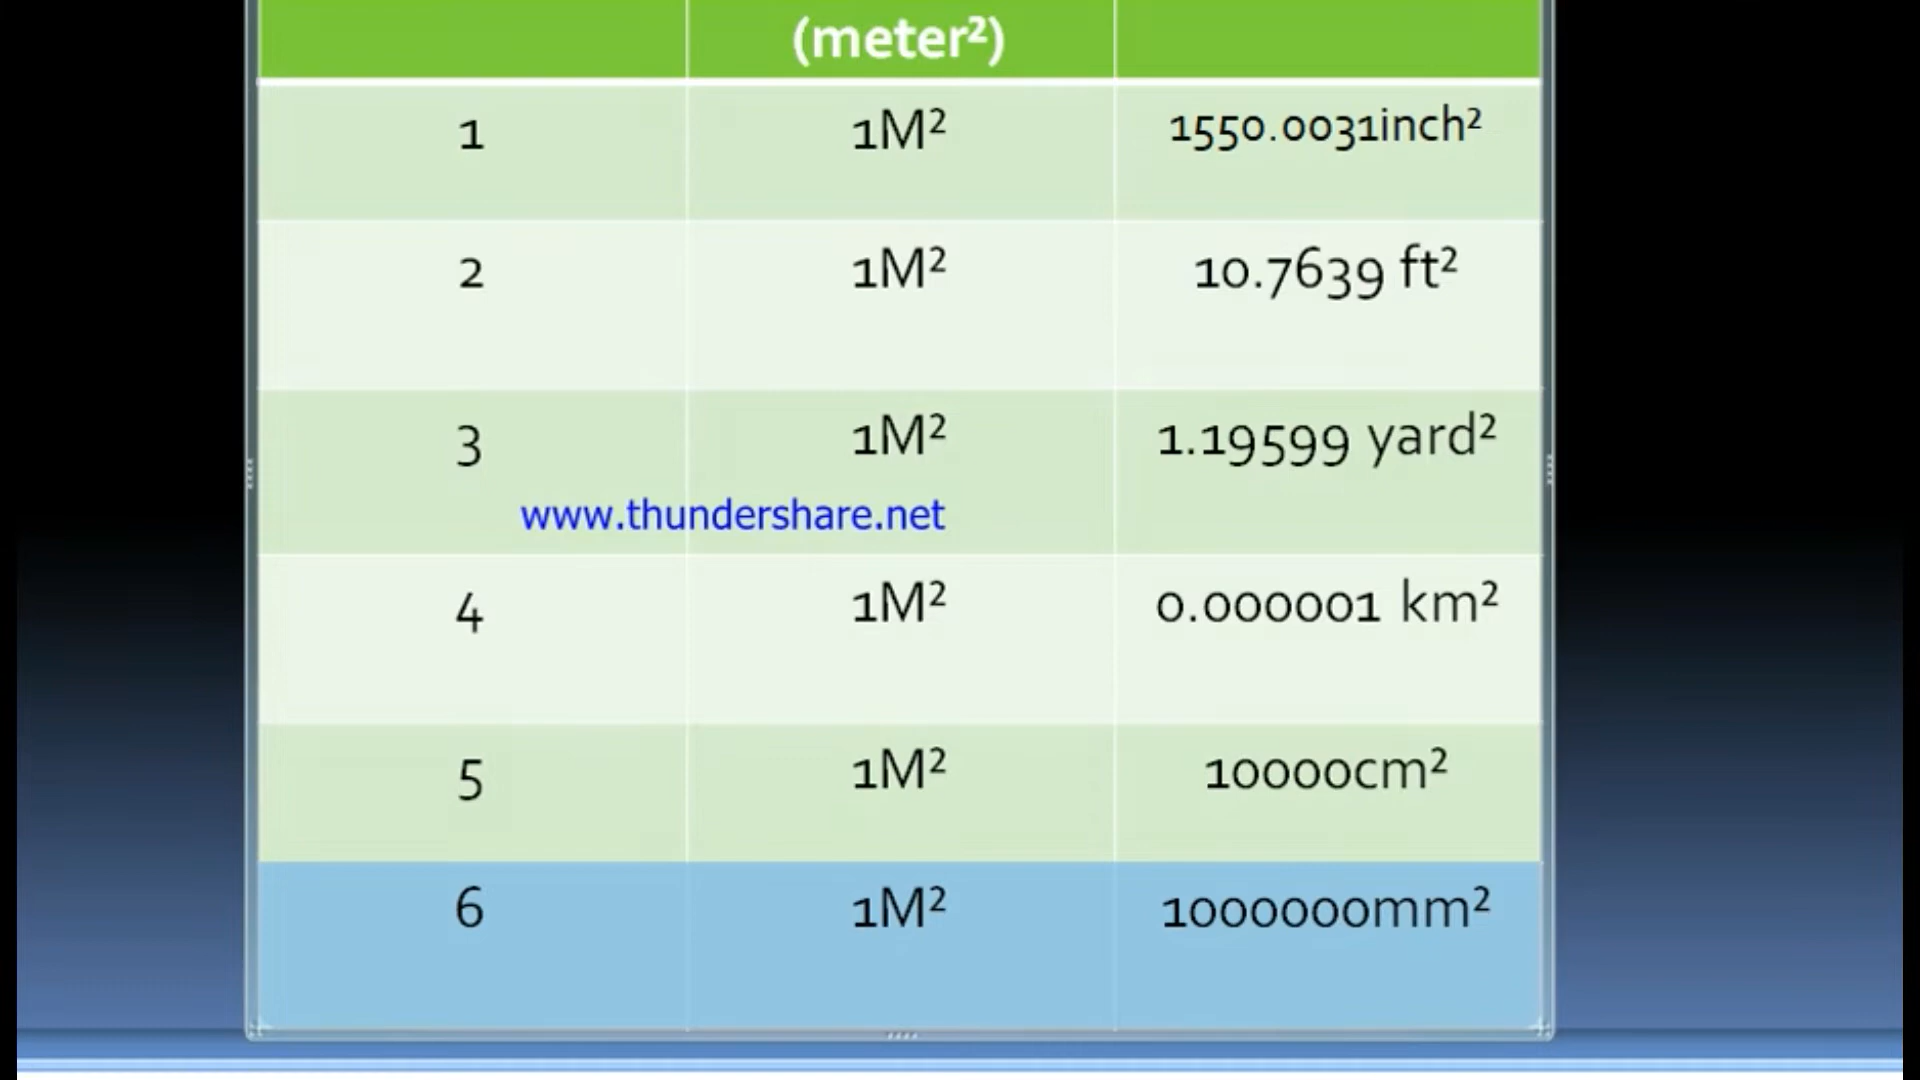 (meter²)
1 1M² 1550.0031inch²
2 1M² 10.7639 ft²
3 1M² 1.19599 yard²
www.thundershare.net
4 1M² 0.000001 km²
5 1M² 10000cm²
6 1M² 1000000mm²